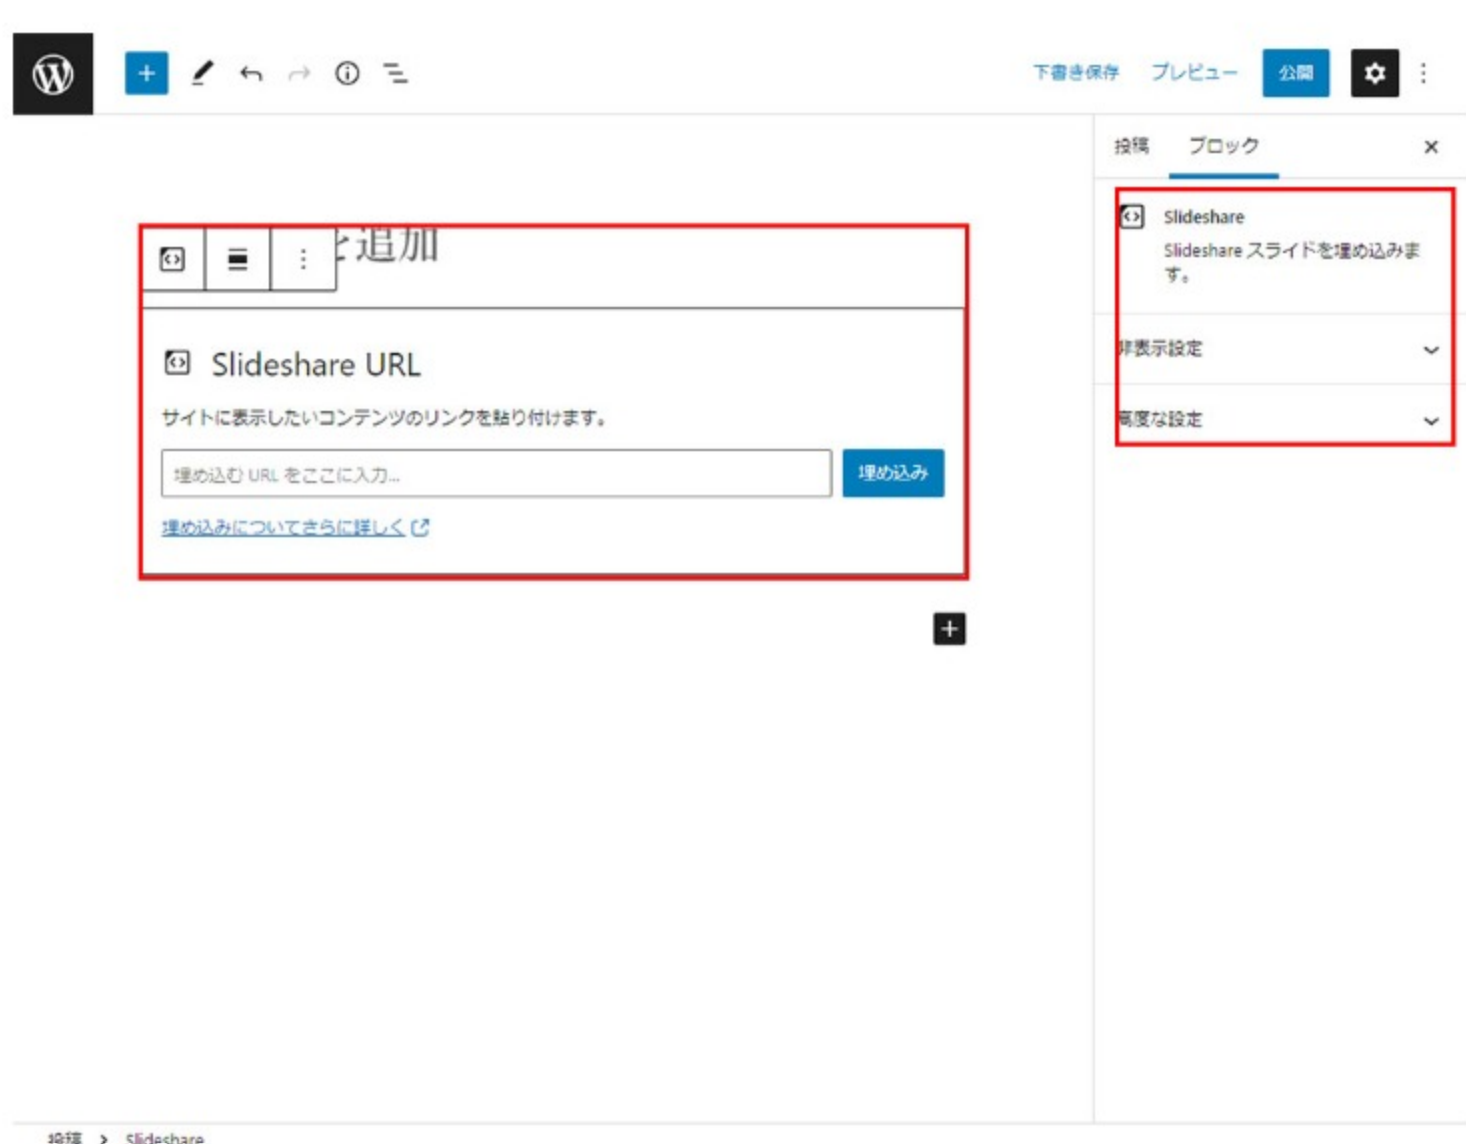 下書き保存 プレビュー 公開
投稿 ブロック
Slideshare
Slideshare スライドを埋め込みま
す。
非表示設定
高度な設定
を追加
Slideshare URL
サイトに表示したいコンテンツのリンクを貼り付けます。
埋め込む URL をここに入力...
埋め込み
埋め込みについてさらに詳しく
投稿 > Slideshare